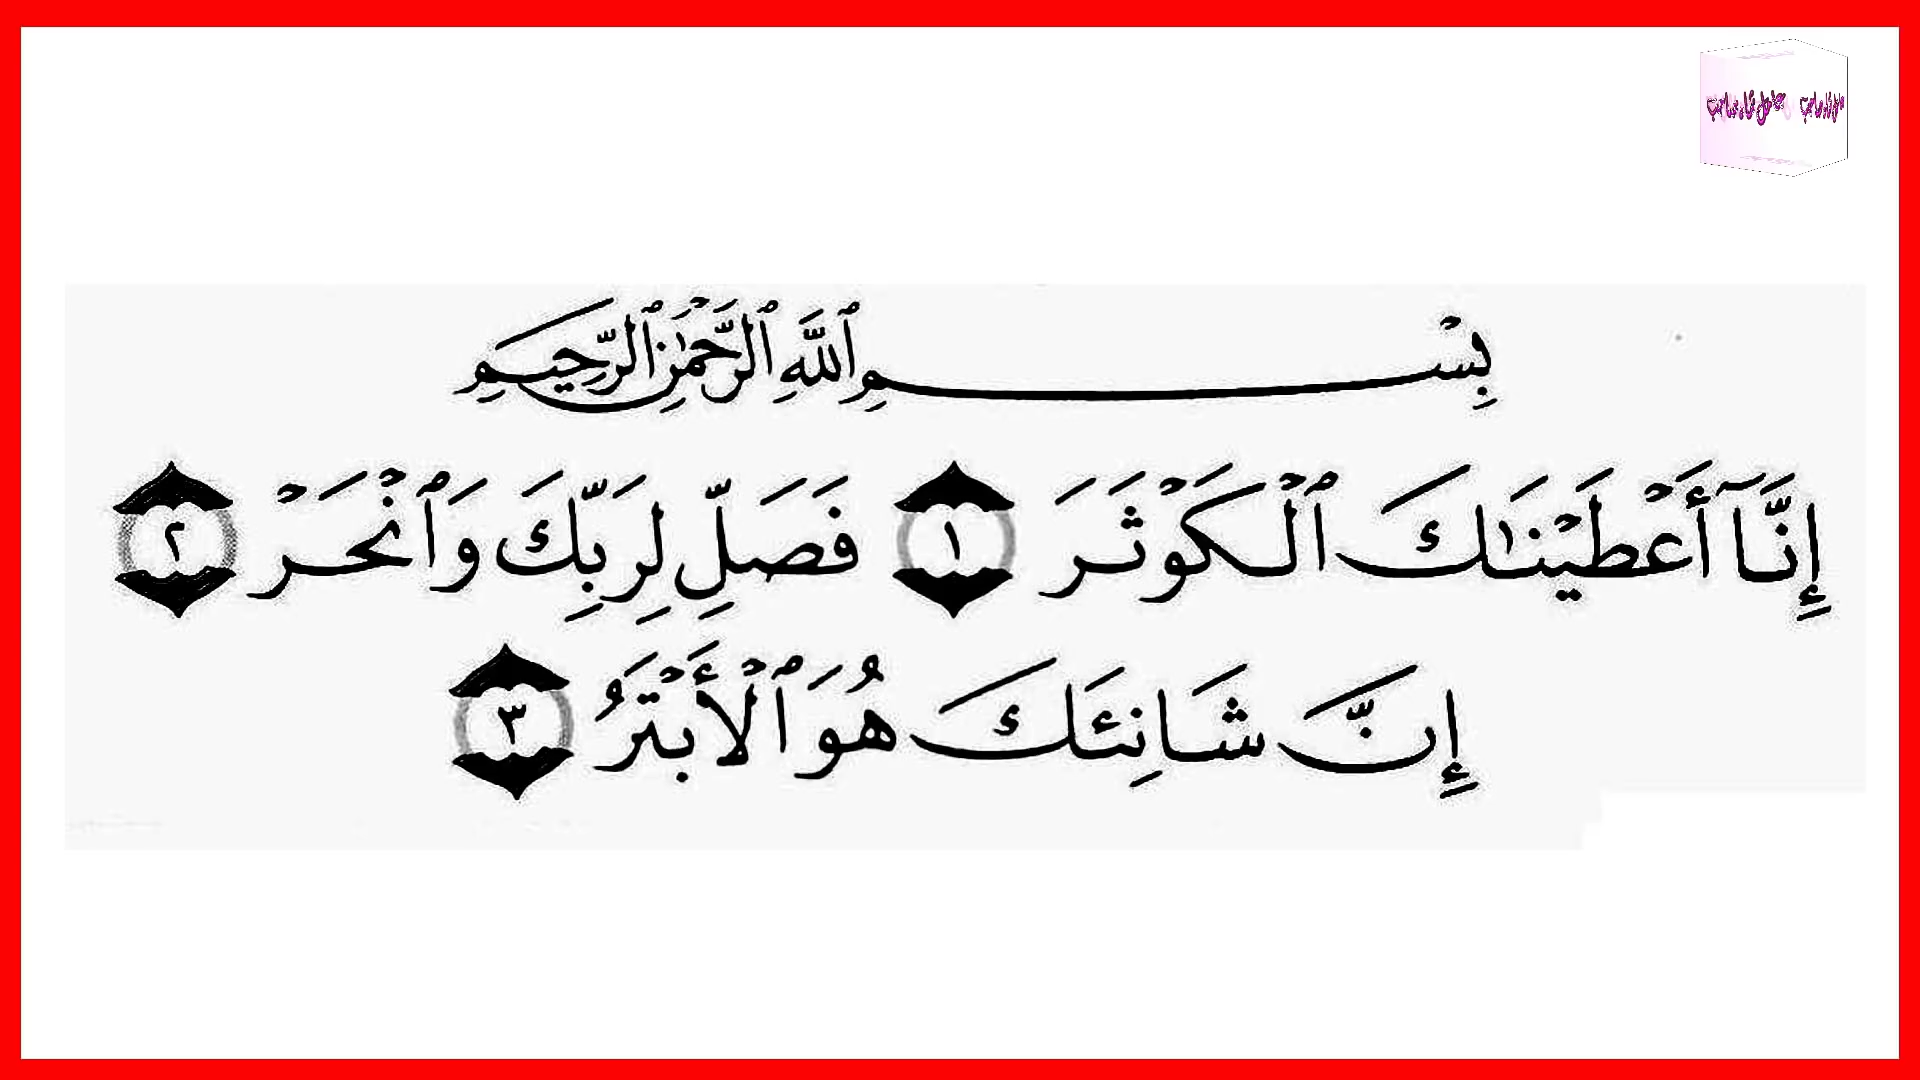 بِسْمِ ٱللَّهِ ٱلرَّحْمَٰنِ ٱلرَّحِيمِ
إِنَّآ أَعْطَيْنَٰكَ ٱلْكَوْثَرَ ١ فَصَلِّ لِرَبِّكَ وَٱنْحَرْ ٢
إِنَّ شَانِئَكَ هُوَ ٱلْأَبْتَرُ ٣